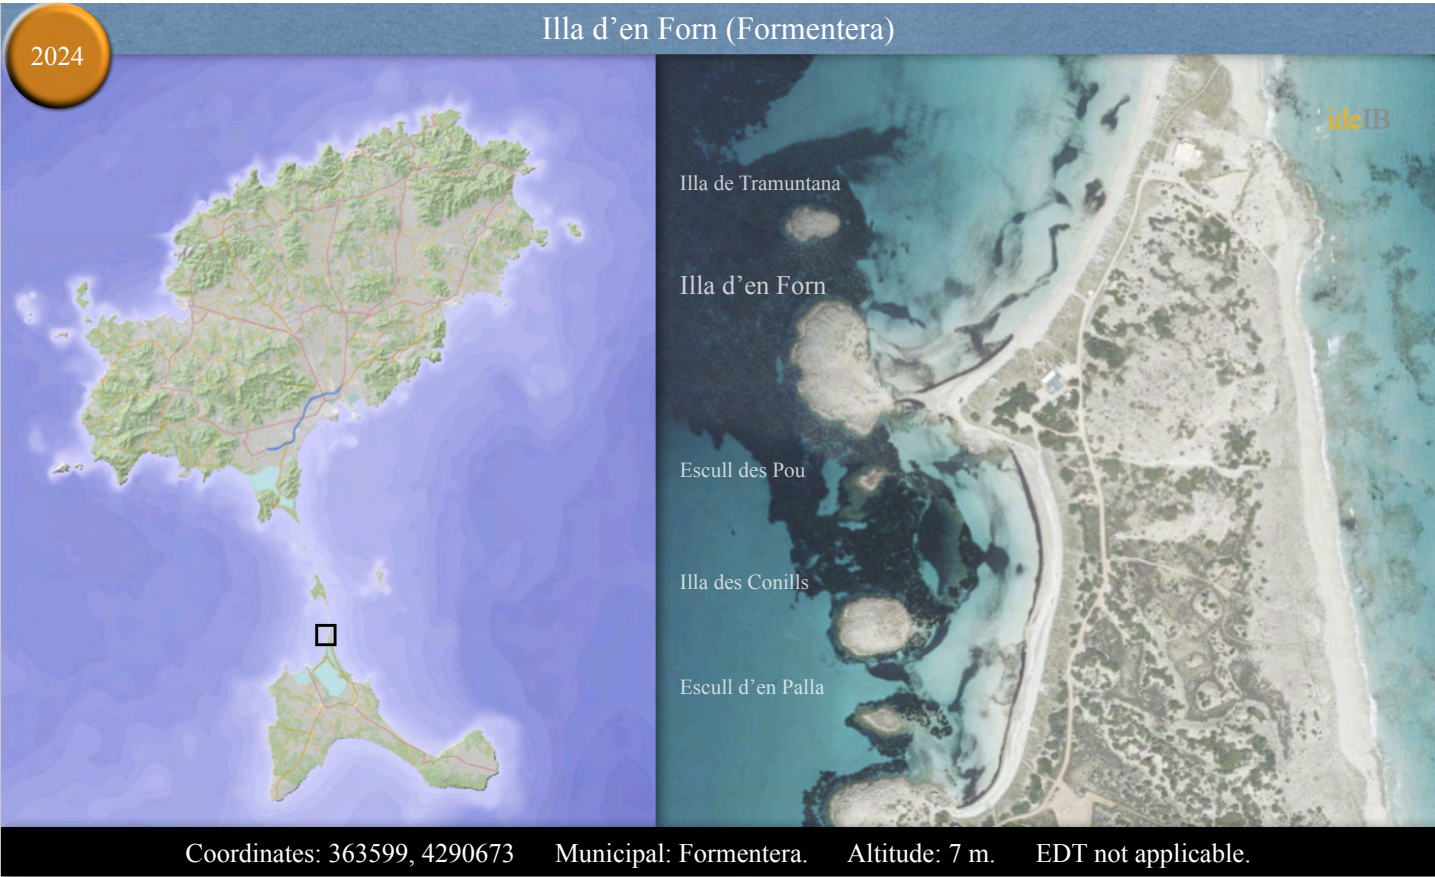 Illa d’en Forn (Formentera)
2024
ideIB
Illa de Tramuntana
Illa d’en Forn
Escull des Pou
Illa des Conills
Escull d’en Palla
Coordinates: 363599, 4290673 Municipal: Formentera. Altitude: 7 m. EDT not applicable.